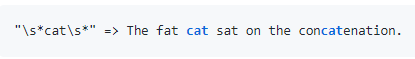 "\s*cat\s*" => The fat cat sat on the concatenation.